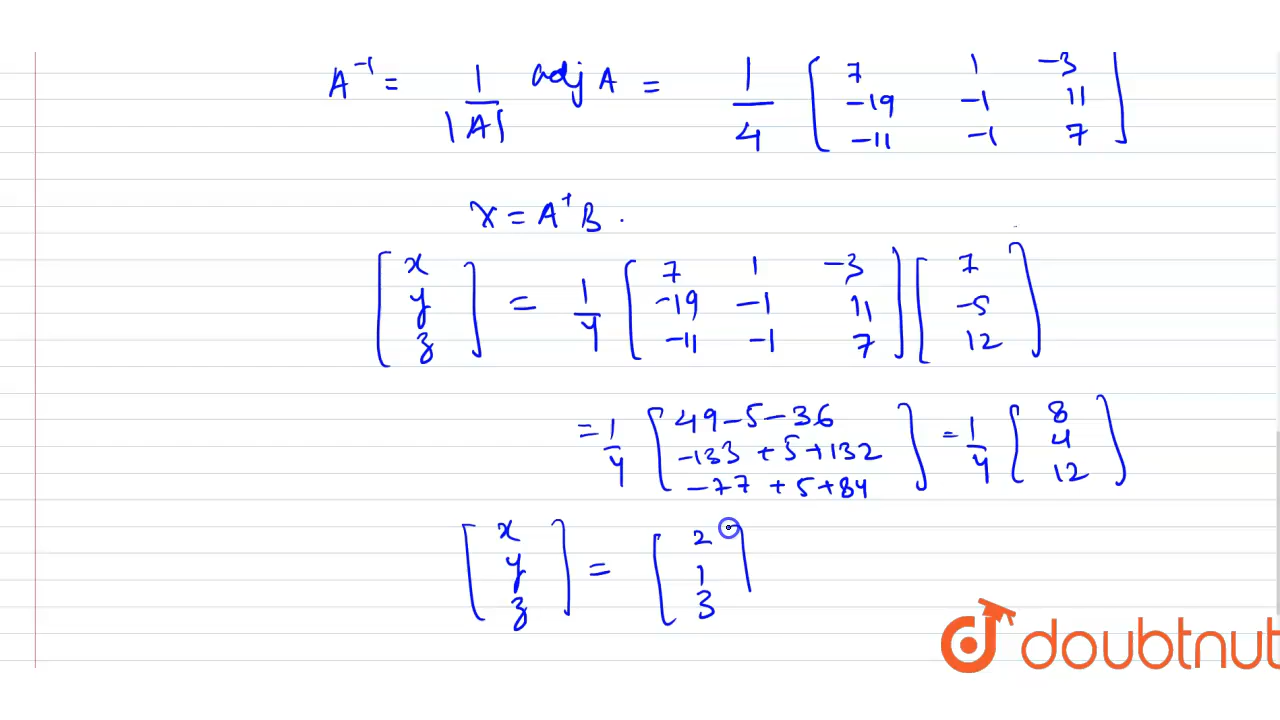 A⁻¹ = 1/|A| adj A = 1/4 [ 7 1 -3
-19 -1 11
-11 -1 7 ]
X = A⁻¹ B .
[ x y z ] = 1/4 [ 7 1 -3
-19 -1 11
-11 -1 7 ] [ 7 -5 12 ]
= 1/4 [ 49 - 5 - 36
-133 + 5 + 132
-77 + 5 + 84 ] = 1/4 [ 8 4 12 ]
[ x y z ] = [ 2 1 3 ]
doubtnut